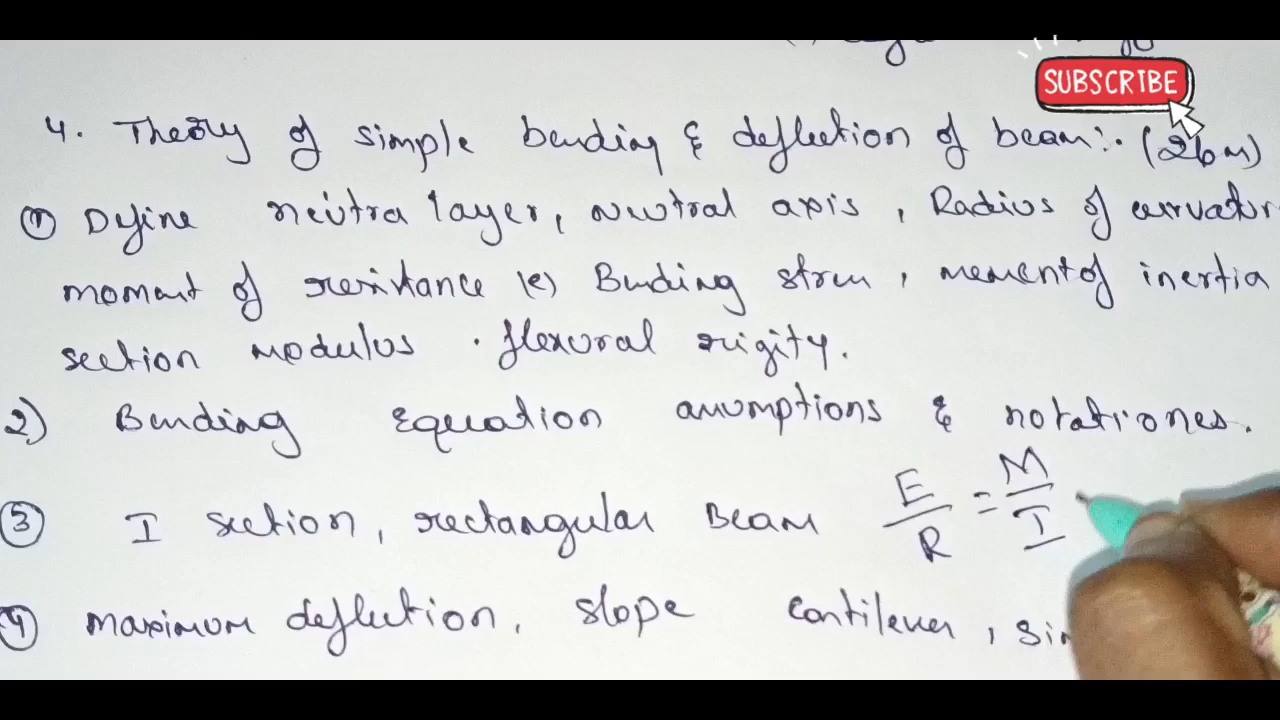 SUBSCRIBE
4. Theory of simple bending & deflection of beam:. (26m)
① Define neutra layer, Neutral axis, Radius of curvatur
moment of resistance (e) Bending stress, moment of inertia
section modulus. flexural rigity.
2) Bending Equation assumptions & notationes.
③ I section, rectangular Beam E/R = M/I
④ maximum deflection, slope cantilever, sim